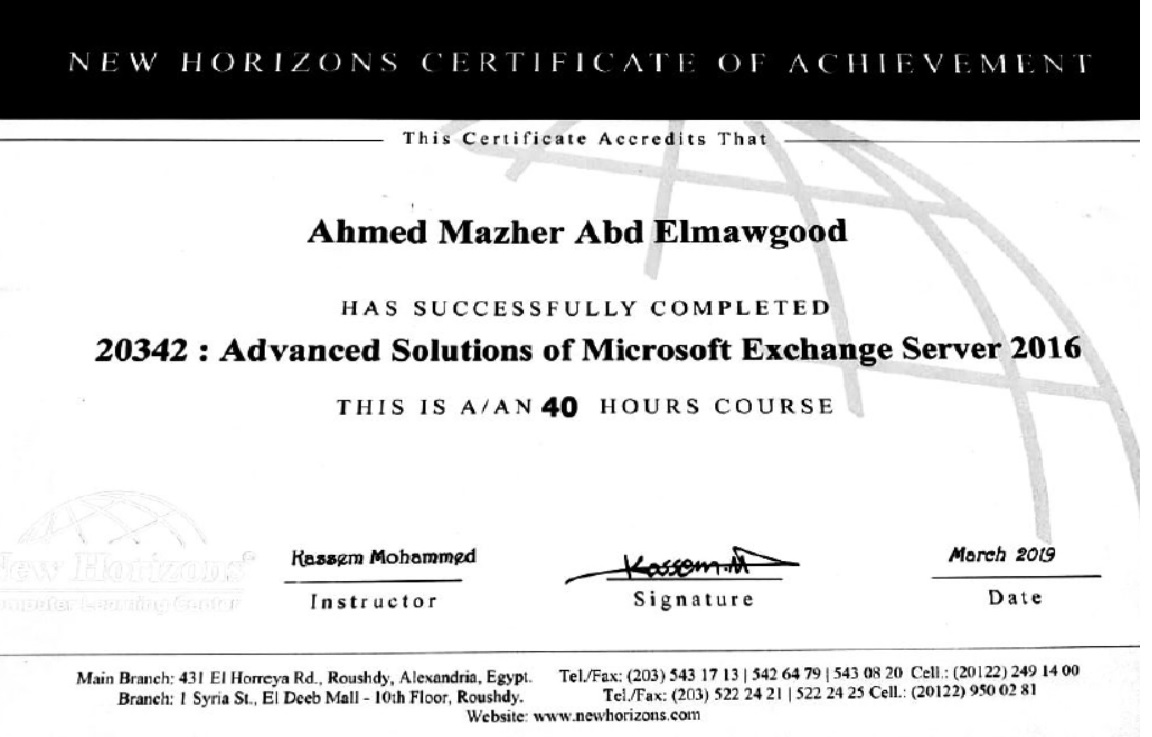 NEW HORIZONS CERTIFICATE OF ACHIEVEMENT
This Certificate Accredits That
Ahmed Mazher Abd Elmawgood
HAS SUCCESSFULLY COMPLETED
20342 : Advanced Solutions of Microsoft Exchange Server 2016
THIS IS A/AN 40 HOURS COURSE
New Horizons®
Computer Learning Center
Kassem Mohammed
Kassem.M
March 2019
Instructor
Signature
Date
Main Branch: 431 El Horreya Rd., Roushdy, Alexandria, Egypt. Tel./Fax: (203) 543 17 13 | 542 64 79 | 543 08 20 Cell.: (20122) 249 14 00
Branch: 1 Syria St., El Deeb Mall - 10th Floor, Roushdy. Tel./Fax: (203) 522 24 21 | 522 24 25 Cell.: (20122) 950 02 81
Website: www.newhorizons.com